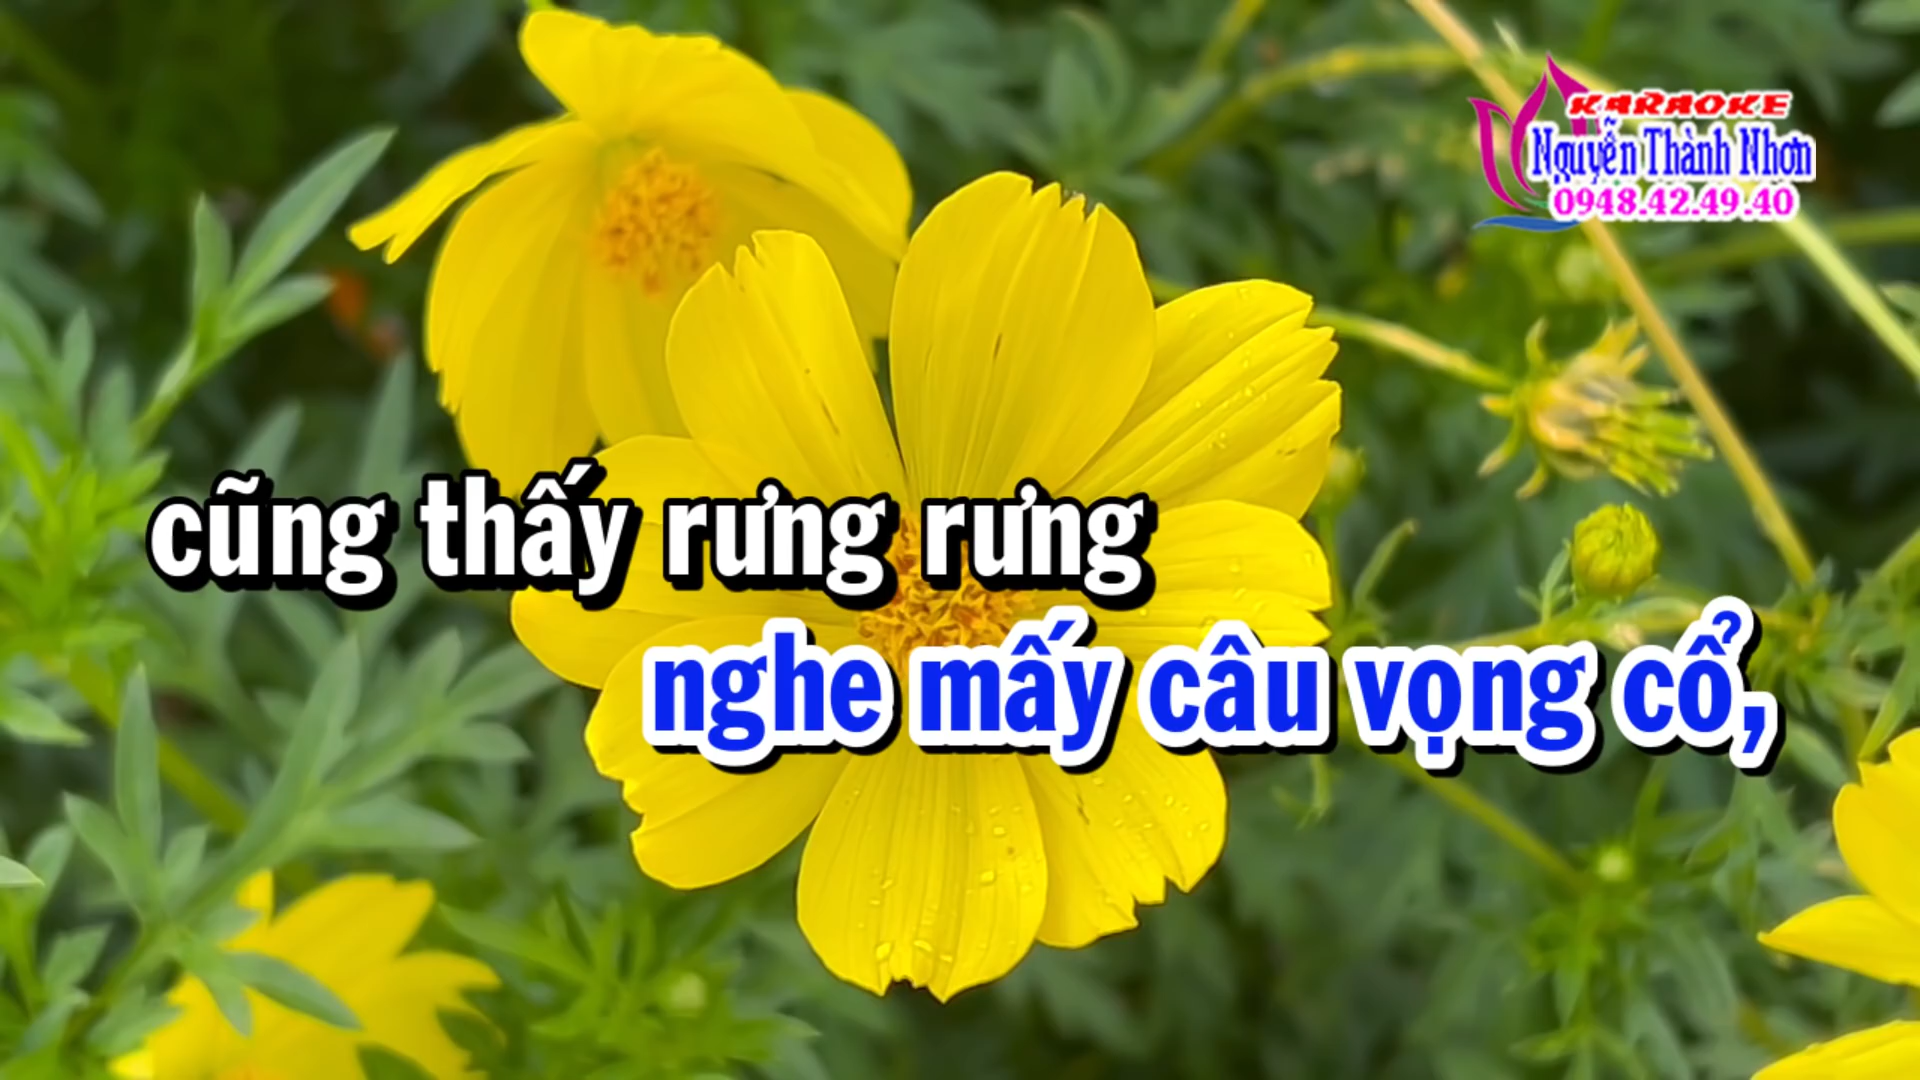 KARAOKE
Nguyễn Thành Nhơn
0948.42.49.40
cũng thấy rưng rưng
nghe mấy câu vọng cổ,